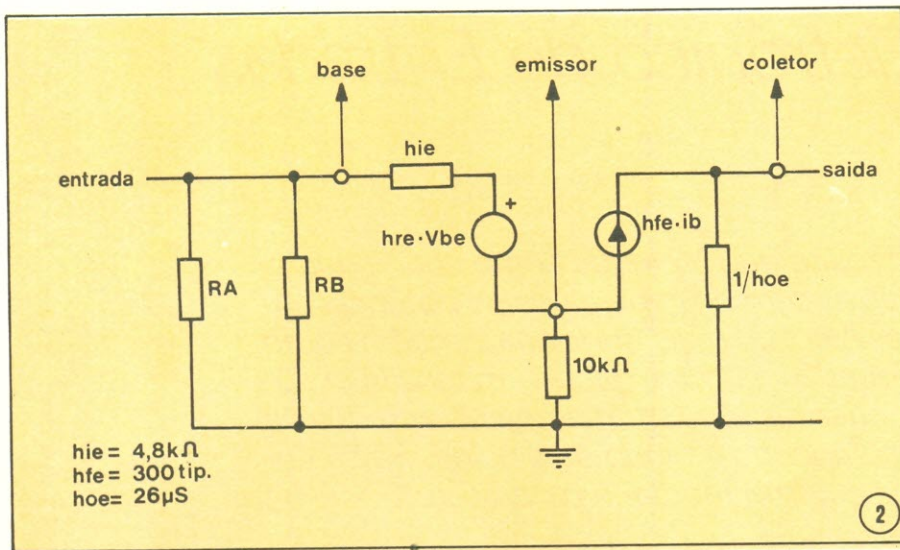 base
emissor
coletor
entrada
hie
saida
+
hre·Vbe
hfe·ib
RA
RB
1/hoe
10kΩ
hie= 4,8kΩ
hfe= 300 tip.
hoe= 26µS
2